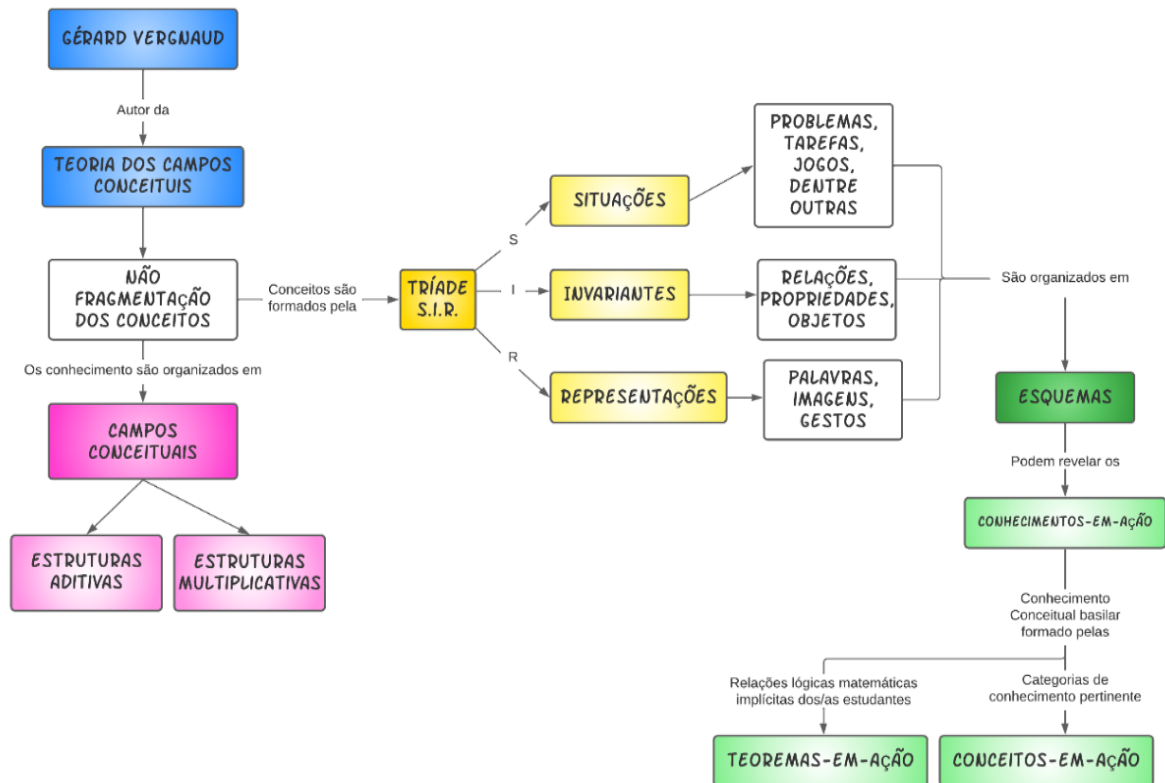 GÉRARD VERGNAUD
Autor da
TEORIA DOS CAMPOS
CONCEITUIS
NÃO
FRAGMENTAÇÃO
DOS CONCEITOS
Os conhecimento são organizados em
CAMPOS
CONCEITUAIS
ESTRUTURAS
ADITIVAS
ESTRUTURAS
MULTIPLICATIVAS
Conceitos são
formados pela
TRÍADE
S.I.R.
S
I
R
SITUAÇÕES
INVARIANTES
REPRESENTAÇÕES
PROBLEMAS,
TAREFAS,
JOGOS,
DENTRE
OUTRAS
RELAÇÕES,
PROPRIEDADES,
OBJETOS
PALAVRAS,
IMAGENS,
GESTOS
São organizados em
ESQUEMAS
Podem revelar os
CONHECIMENTOS-EM-AÇÃO
Conhecimento
Conceitual basilar
formado pelas
Relações lógicas matemáticas
implícitas dos/as estudantes
Categorias de
conhecimento pertinente
TEOREMAS-EM-AÇÃO
CONCEITOS-EM-AÇÃO